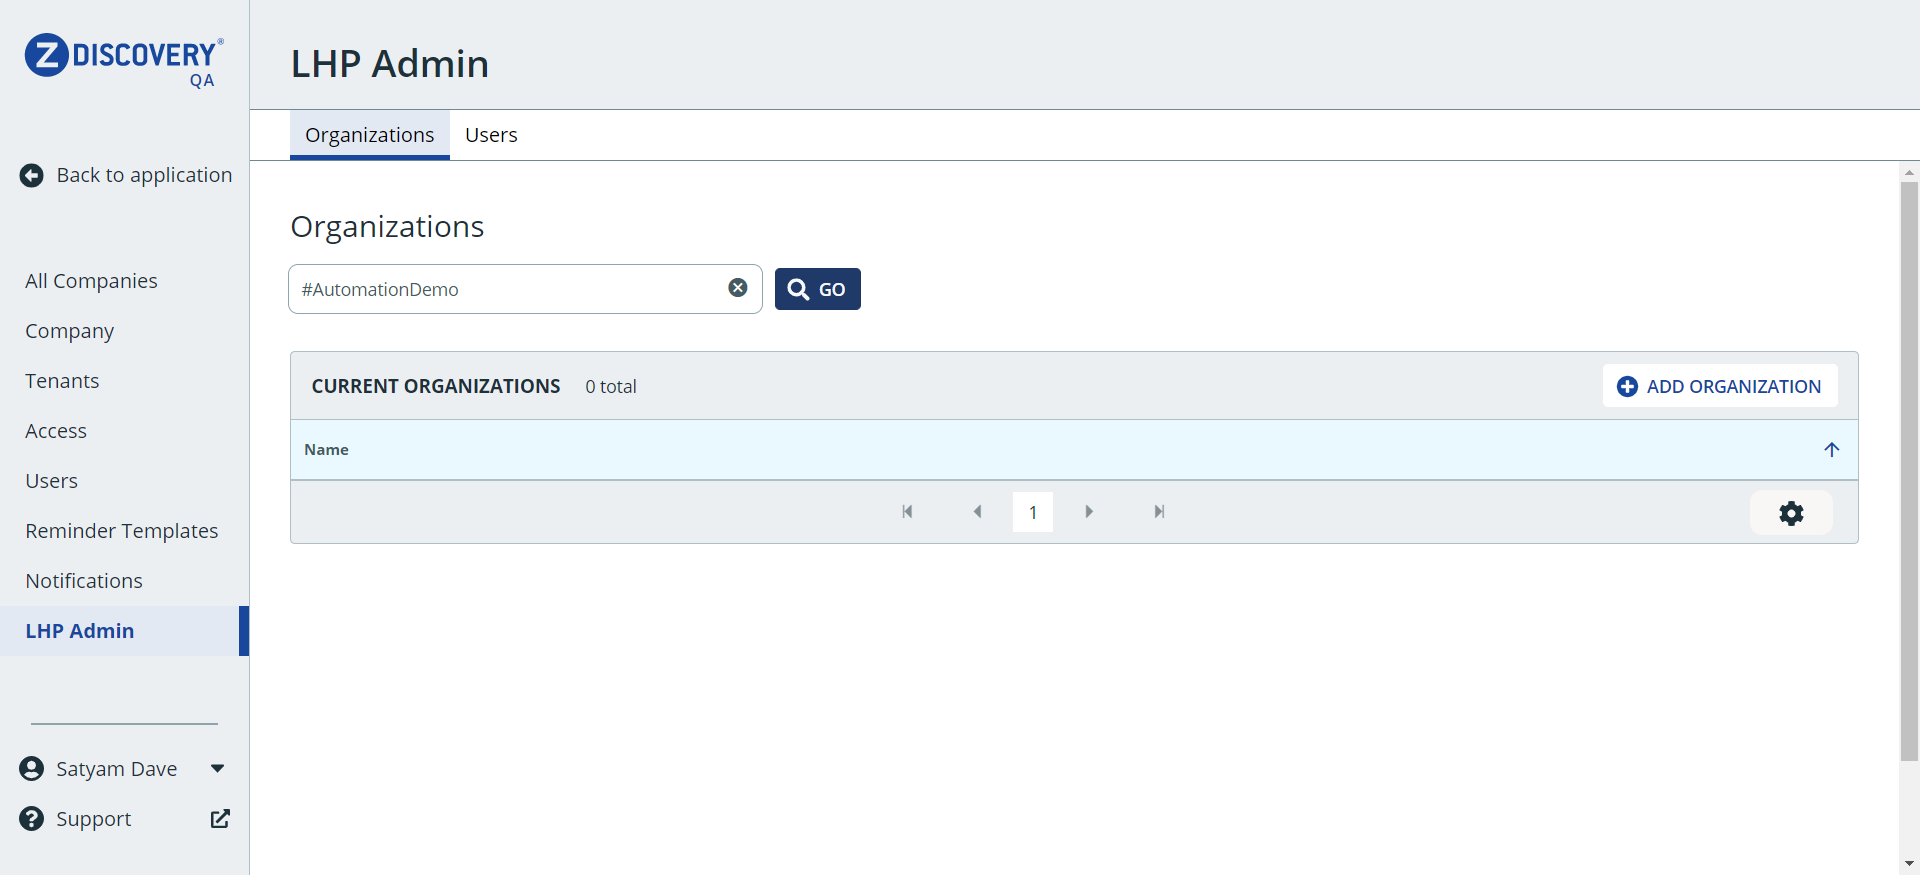 Z DISCOVERY®
QA
Back to application
All Companies
Company
Tenants
Access
Users
Reminder Templates
Notifications
LHP Admin
Satyam Dave
Support
LHP Admin
Organizations Users
Organizations
#AutomationDemo GO
CURRENT ORGANIZATIONS 0 total ADD ORGANIZATION
Name
1